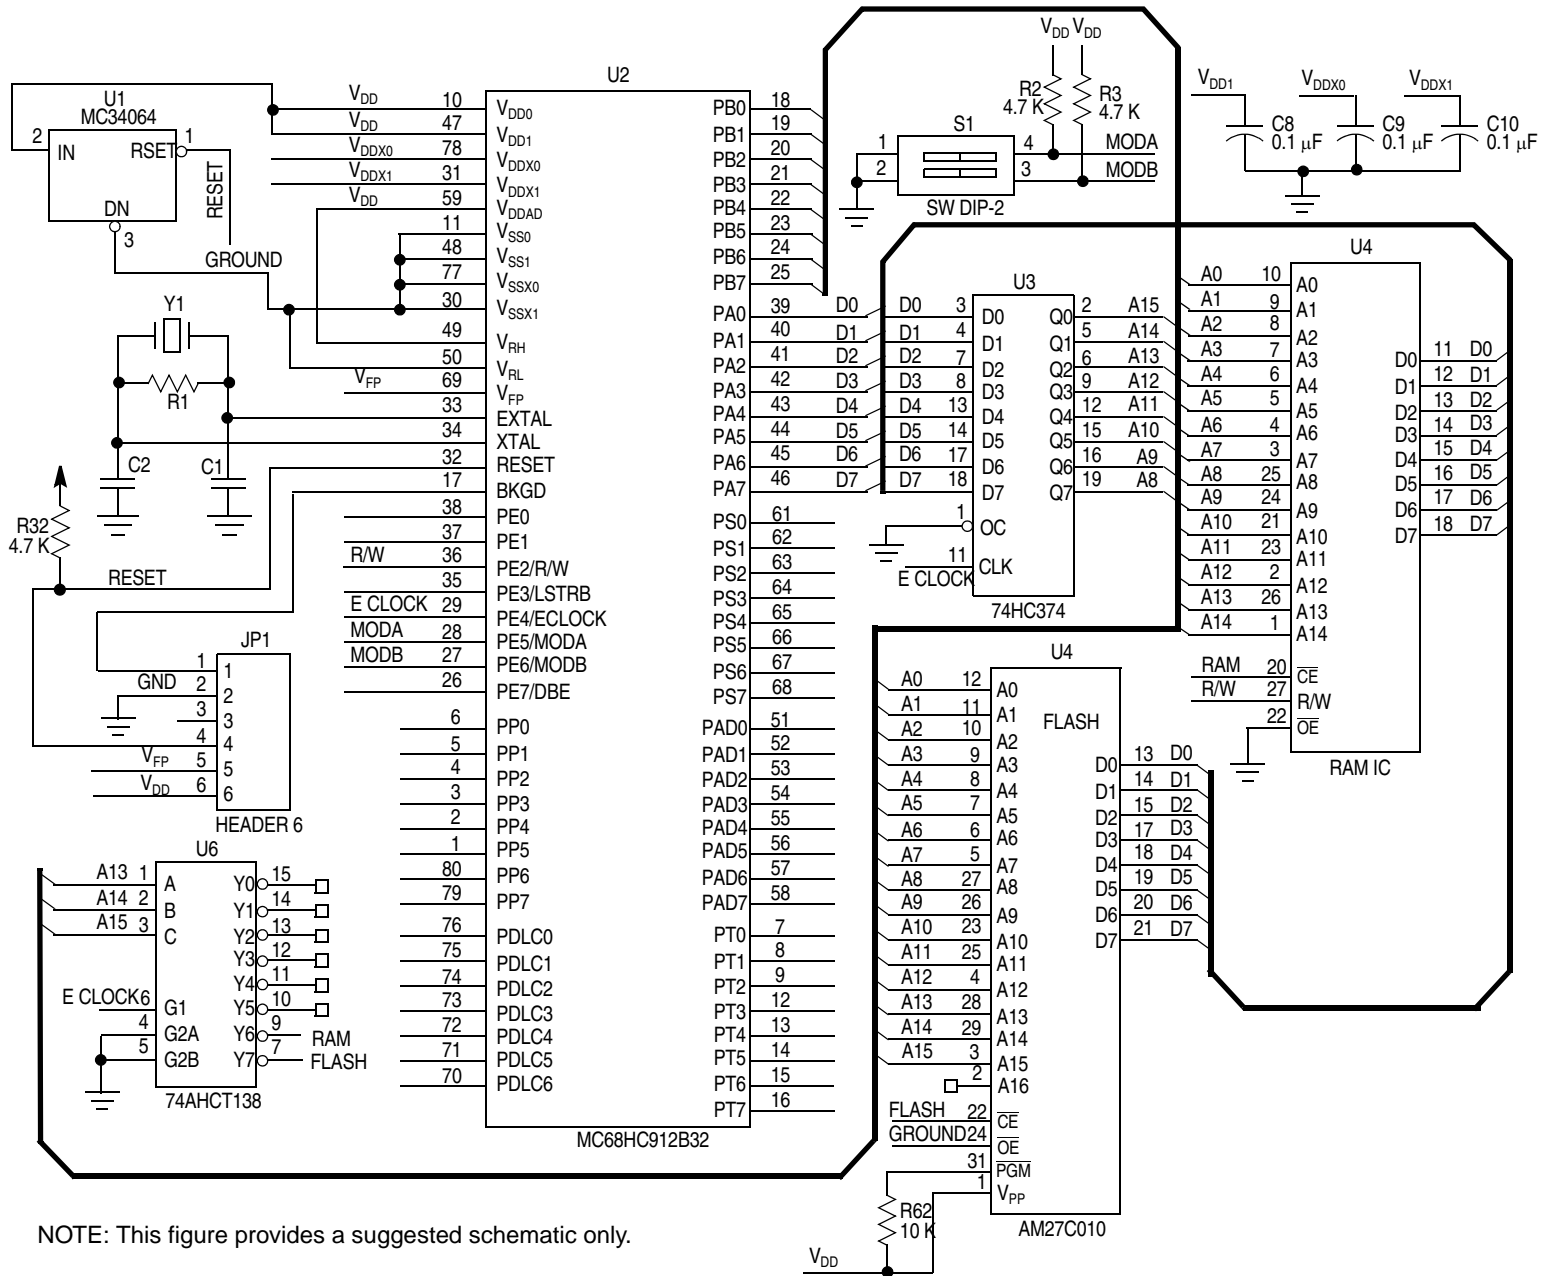 U1
MC34064
2 IN
RSET 1
DN
3
RESET
GROUND
Y1
R1
C2
C1
R32
4.7 K
RESET
JP1
1 1
GND 2 2
3 3
4 4
VFP 5 5
VDD 6 6
HEADER 6
U6
A13 1 A
A14 2 B
A15 3 C
E CLOCK 6 G1
4 G2A
5 G2B
Y0 15
Y1 14
Y2 13
Y3 12
Y4 11
Y5 10
Y6 9 RAM
Y7 7 FLASH
74AHCT138
U2
VDD 10 VDD0
VDD 47 VDD1
VDDX0 78 VDDX0
VDDX1 31 VDDX1
VDD 59 VDDAD
11 VSS0
48 VSS1
77 VSSX0
30 VSSX1
49 VRH
50 VRL
VFP 69 VFP
33 EXTAL
34 XTAL
32 RESET
17 BKGD
38 PE0
37 PE1
R/W 36 PE2/R/W
35 PE3/LSTRB
E CLOCK 29 PE4/ECLOCK
MODA 28 PE5/MODA
MODB 27 PE6/MODB
26 PE7/DBE
6 PP0
5 PP1
4 PP2
3 PP3
2 PP4
1 PP5
80 PP6
79 PP7
76 PDLC0
75 PDLC1
74 PDLC2
73 PDLC3
72 PDLC4
71 PDLC5
70 PDLC6
PB0 18
PB1 19
PB2 20
PB3 21
PB4 22
PB5 23
PB6 24
PB7 25
PA0 39 D0
PA1 40 D1
PA2 41 D2
PA3 42 D3
PA4 43 D4
PA5 44 D5
PA6 45 D6
PA7 46 D7
PS0 61
PS1 62
PS2 63
PS3 64
PS4 65
PS5 66
PS6 67
PS7 68
PAD0 51
PAD1 52
PAD2 53
PAD3 54
PAD4 55
PAD5 56
PAD6 57
PAD7 58
PT0 7
PT1 8
PT2 9
PT3 12
PT4 13
PT5 14
PT6 15
PT7 16
MC68HC912B32
VDD VDD
R2
4.7 K
R3
4.7 K
S1
1
2
4 MODA
3 MODB
SW DIP-2
VDD1
C8
0.1 μF
VDDX0
C9
0.1 μF
VDDX1
C10
0.1 μF
U3
D0 3 D0
D1 4 D1
D2 7 D2
D3 8 D3
D4 13 D4
D5 14 D5
D6 17 D6
D7 18 D7
1 OC
11 CLK
E CLOCK
Q0 2 A15
Q1 5 A14
Q2 6 A13
Q3 9 A12
Q4 12 A11
Q5 15 A10
Q6 16 A9
Q7 19 A8
74HC374
U4
A0 10 A0
A1 9 A1
A2 8 A2
A3 7 A3
A4 6 A4
A5 5 A5
A6 4 A6
A7 3 A7
A8 25 A8
A9 24 A9
A10 21 A10
A11 23 A11
A12 2 A12
A13 26 A13
A14 1 A14
RAM 20 CE
R/W 27 R/W
22 OE
D0 11 D0
D1 12 D1
D2 13 D2
D3 14 D3
D4 15 D4
D5 16 D5
D6 17 D6
D7 18 D7
RAM IC
U4
FLASH
A0 12 A0
A1 11 A1
A2 10 A2
A3 9 A3
A4 8 A4
A5 7 A5
A6 6 A6
A7 5 A7
A8 27 A8
A9 26 A9
A10 23 A10
A11 25 A11
A12 4 A12
A13 28 A13
A14 29 A14
A15 3 A15
2 A16
FLASH 22 CE
GROUND 24 OE
31 PGM
1 VPP
D0 13 D0
D1 14 D1
D2 15 D2
D3 17 D3
D4 18 D4
D5 19 D5
D6 20 D6
D7 21 D7
AM27C010
R62
10 K
VDD
NOTE: This figure provides a suggested schematic only.